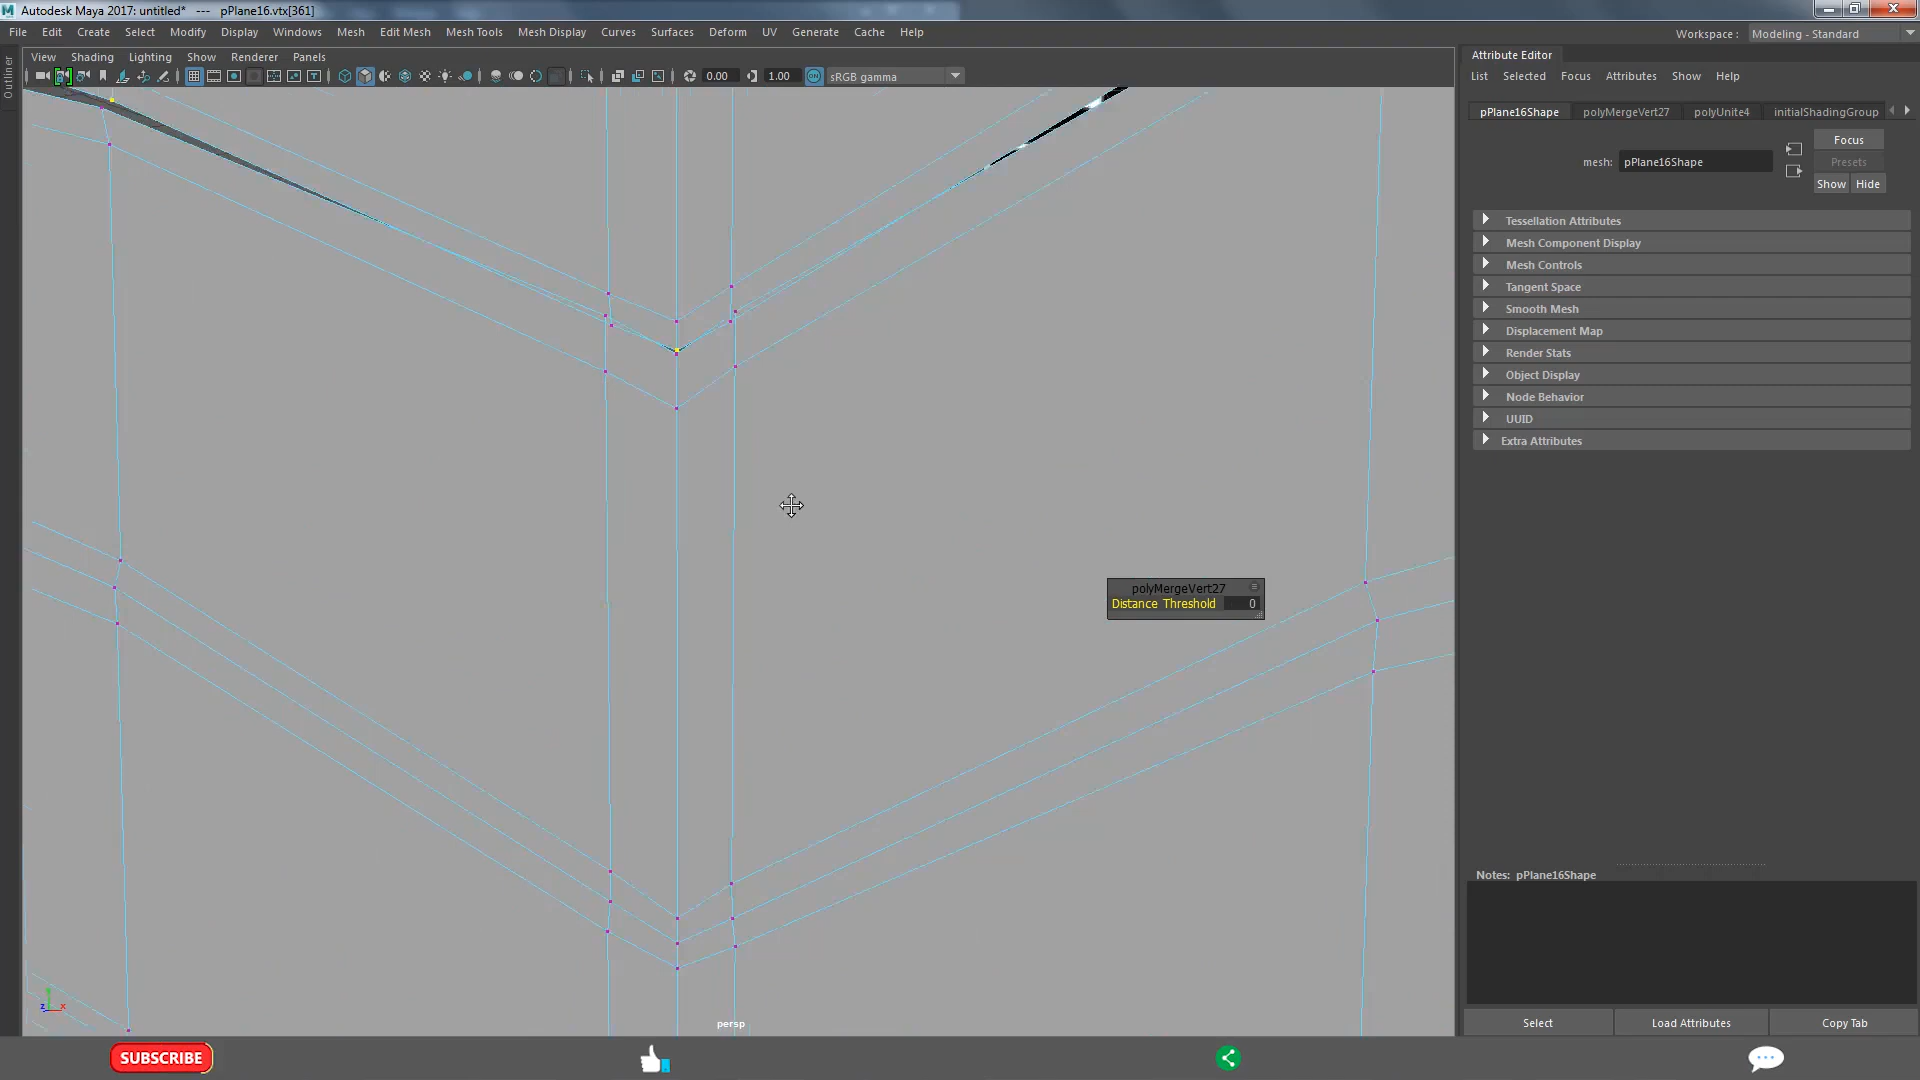 Autodesk Maya 2017: untitled* --- pPlane16.vtx[361]
File Edit Create Select Modify Display Windows Mesh Edit Mesh Mesh Tools Mesh Display Curves Surfaces Deform UV Generate Cache Help
Workspace : Modeling - Standard
View Shading Lighting Show Renderer Panels
0.00 1.00 ON sRGB gamma
Outliner
Attribute Editor
List Selected Focus Attributes Show Help
pPlane16Shape polyMergeVert27 polyUnite4 initialShadingGroup
Focus
mesh: pPlane16Shape
Presets
Show Hide
Tessellation Attributes
Mesh Component Display
Mesh Controls
Tangent Space
Smooth Mesh
Displacement Map
Render Stats
Object Display
Node Behavior
UUID
Extra Attributes
polyMergeVert27
Distance Threshold 0
Notes: pPlane16Shape
z x
persp
Select Load Attributes Copy Tab
SUBSCRIBE